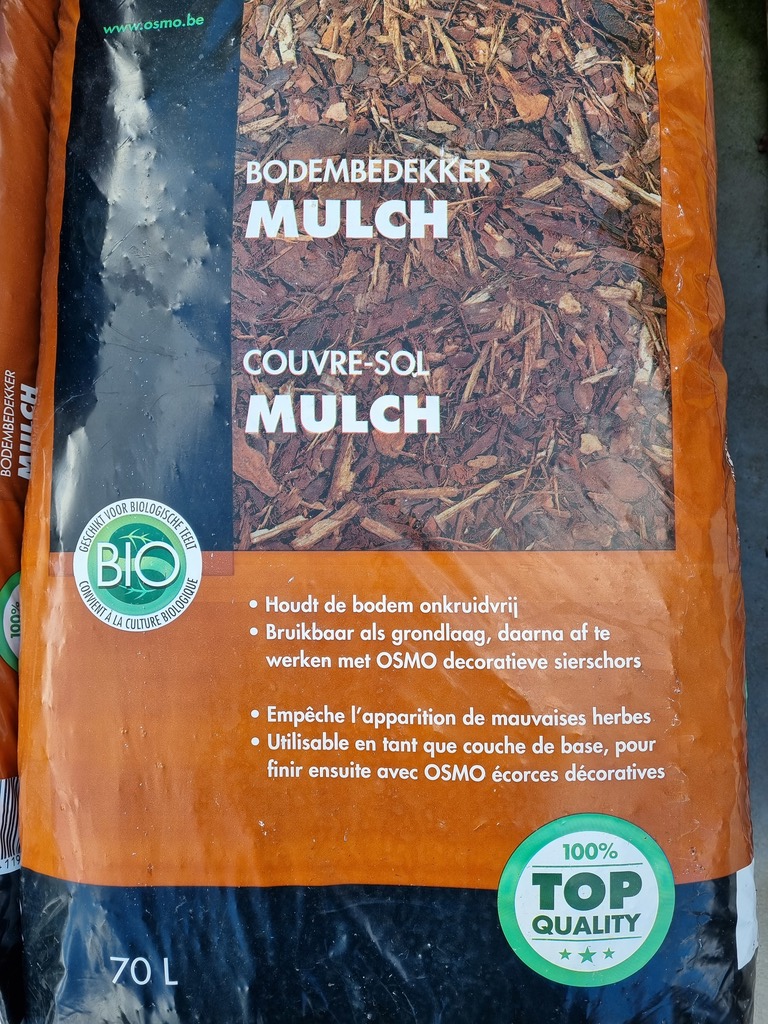 www.osmo.be
BODEMBEDEKKER
MULCH
COUVRE-SOL
MULCH
BODEMBEDEKKER
MULCH
GESCHIKT VOOR BIOLOGISCHE TEELT
BIO
CONVIENT À LA CULTURE BIOLOGIQUE
• Houdt de bodem onkruidvrij
• Bruikbaar als grondlaag, daarna af te
werken met OSMO decoratieve sierschors
• Empêche l'apparition de mauvaises herbes
• Utilisable en tant que couche de base, pour
finir ensuite avec OSMO écorces décoratives
100%
100%
TOP
QUALITY
70 L